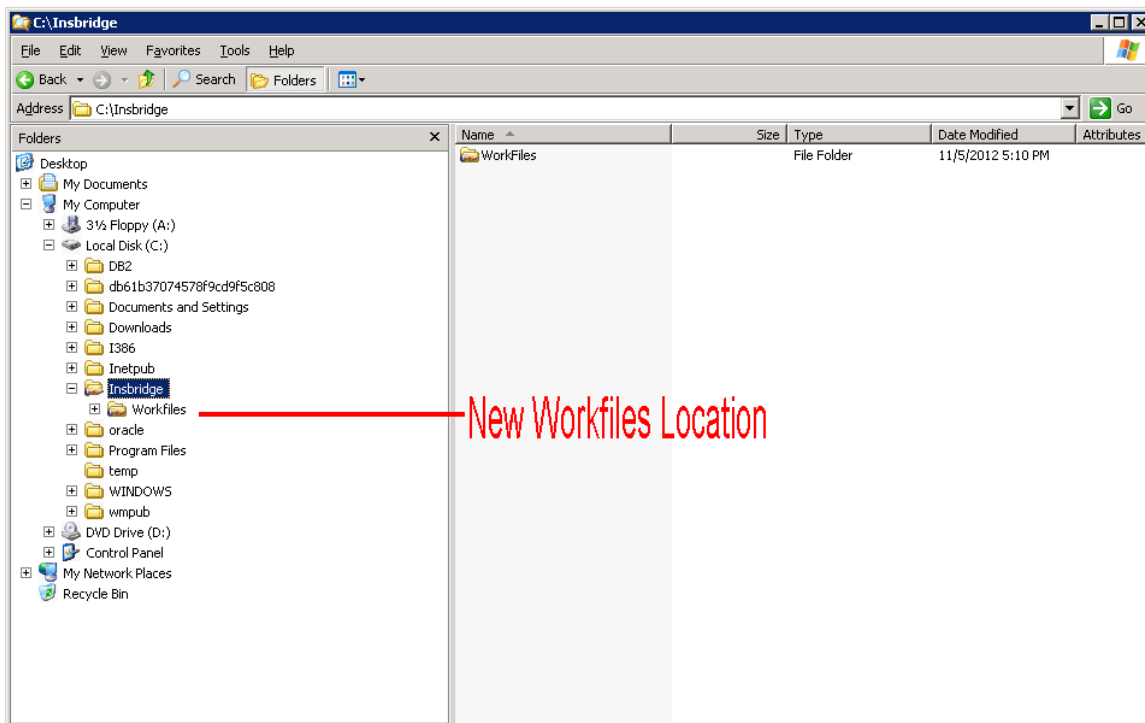 C:\Insbridge
File Edit View Favorites Tools Help
Back Search Folders
Address C:\Insbridge Go
Folders
Name Size Type Date Modified Attributes
WorkFiles File Folder 11/5/2012 5:10 PM
Desktop
My Documents
My Computer
3½ Floppy (A:)
Local Disk (C:)
DB2
db61b37074578f9cd9f5c808
Documents and Settings
Downloads
I386
Inetpub
Insbridge
Workfiles
New Workfiles Location
oracle
Program Files
temp
WINDOWS
wmpub
DVD Drive (D:)
Control Panel
My Network Places
Recycle Bin